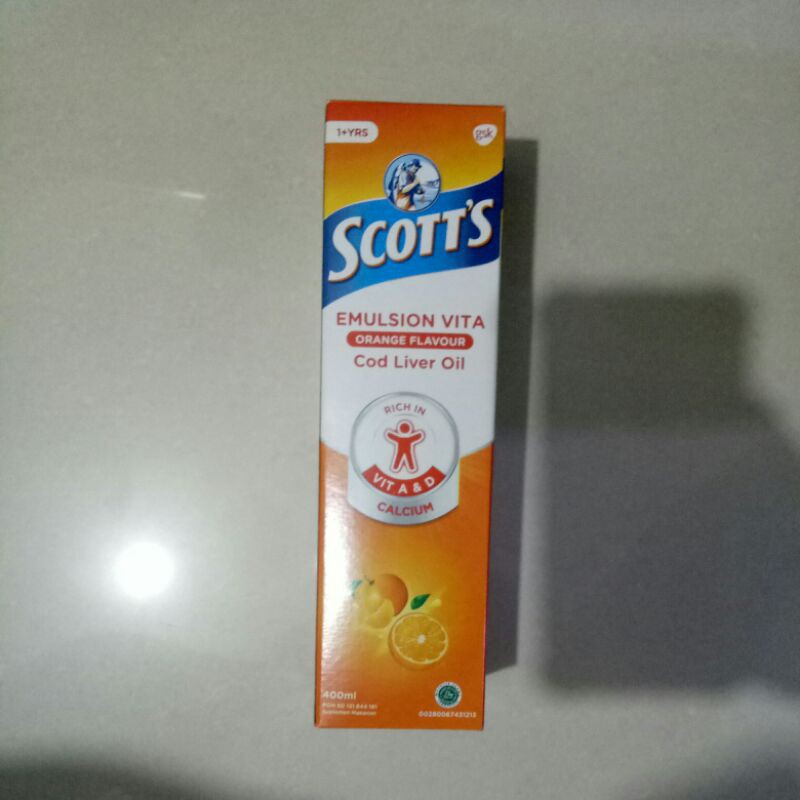 1+YRS
gsk
SCOTT'S
EMULSION VITA
ORANGE FLAVOUR
Cod Liver Oil
RICH IN
VIT A & D
CALCIUM
400ml